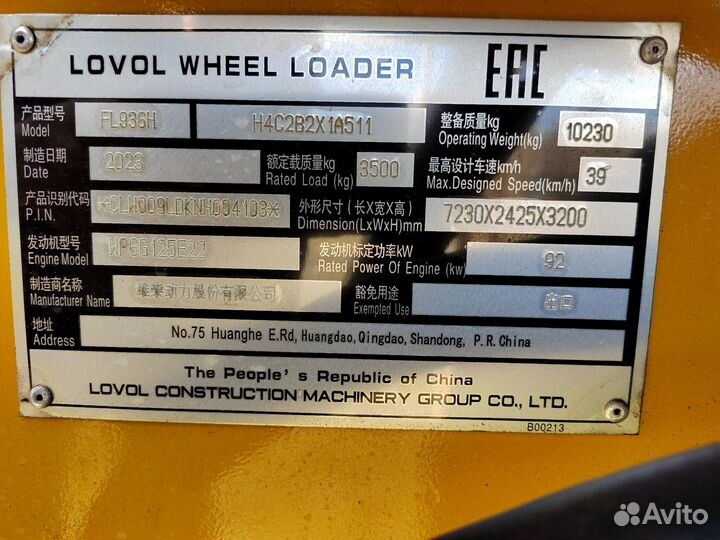 LOVOL WHEEL LOADER EAC
产品型号 Model FL936H H4C2B2X1A511 整备质量kg Operating Weight(kg) 10230
制造日期 Date 2023 额定载质量kg Rated Load (kg) 3500 最高设计车速km/h Max.Designed Speed(km/h) 39
产品识别代码 P.I.N. 外形尺寸 (长X宽X高) Dimension(LxWxH)mm 7230X2425X3200
发动机型号 Engine Model WP6G125E22 发动机标定功率kW Rated Power Of Engine (kw) 92
制造商名称 Manufacturer Name 潍柴动力股份有限公司 豁免用途 Exempted Use 出口
地址 Address No.75 Huanghe E.Rd, Huangdao,Qingdao, Shandong, P.R.China
The People's Republic of China
LOVOL CONSTRUCTION MACHINERY GROUP CO., LTD.
B00213
Avito